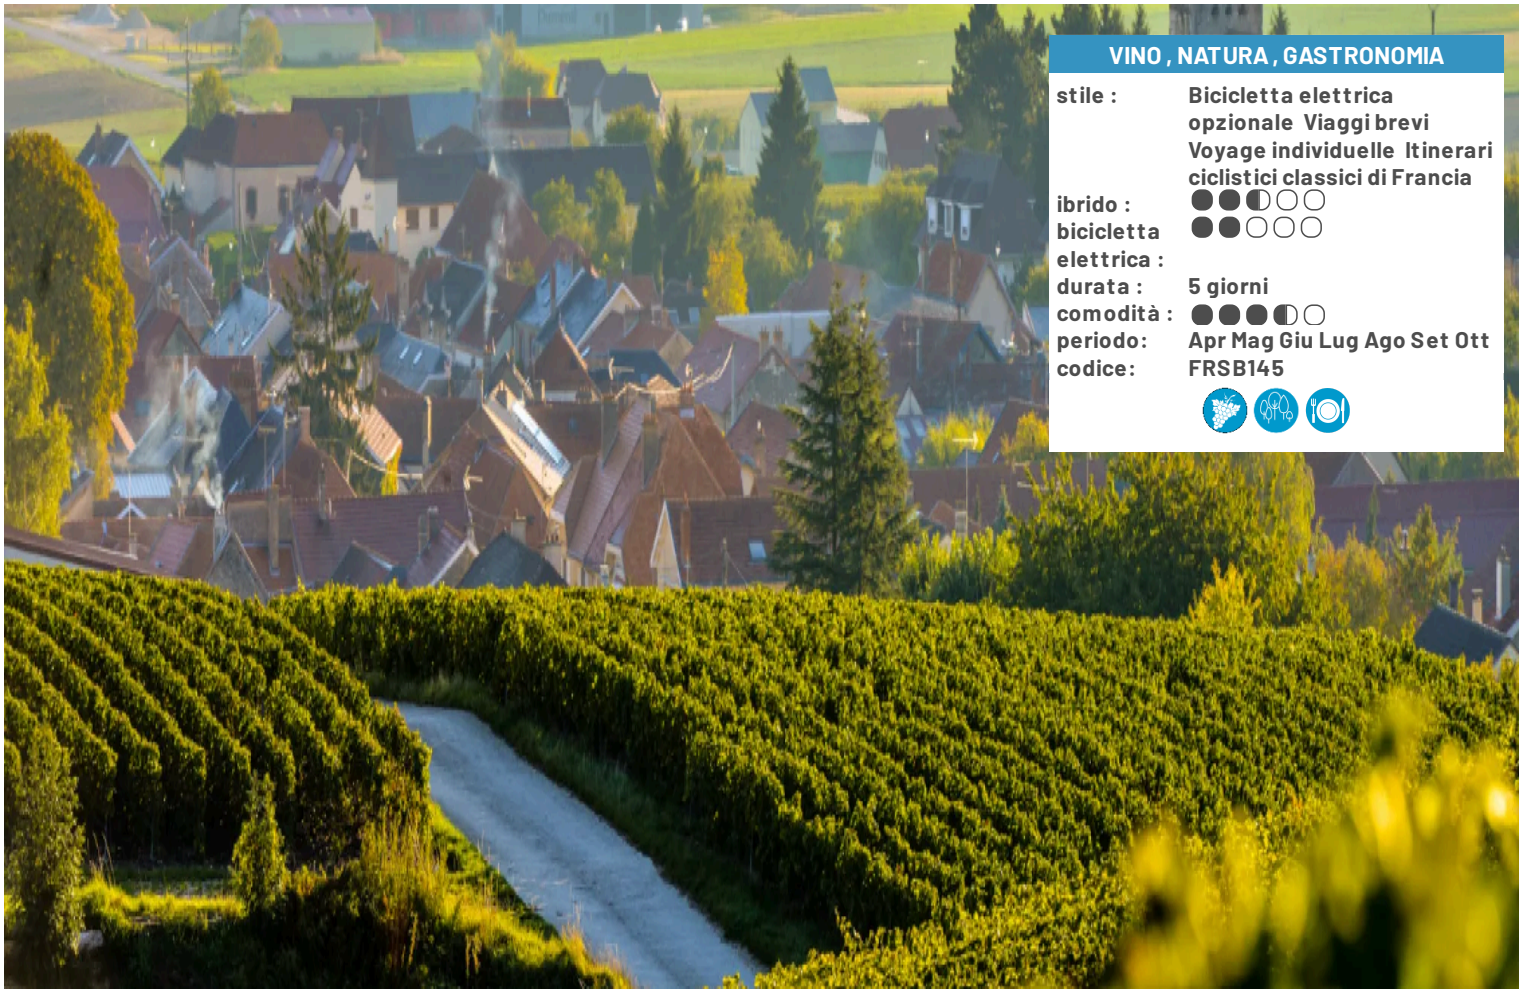 VINO , NATURA , GASTRONOMIA
stile :
Bicicletta elettrica
opzionale Viaggi brevi
Voyage individuelle Itinerari
ciclistici classici di Francia
ibrido :
bicicletta
elettrica :
durata : 5 giorni
comodità :
periodo: Apr Mag Giu Lug Ago Set Ott
codice: FRSB145